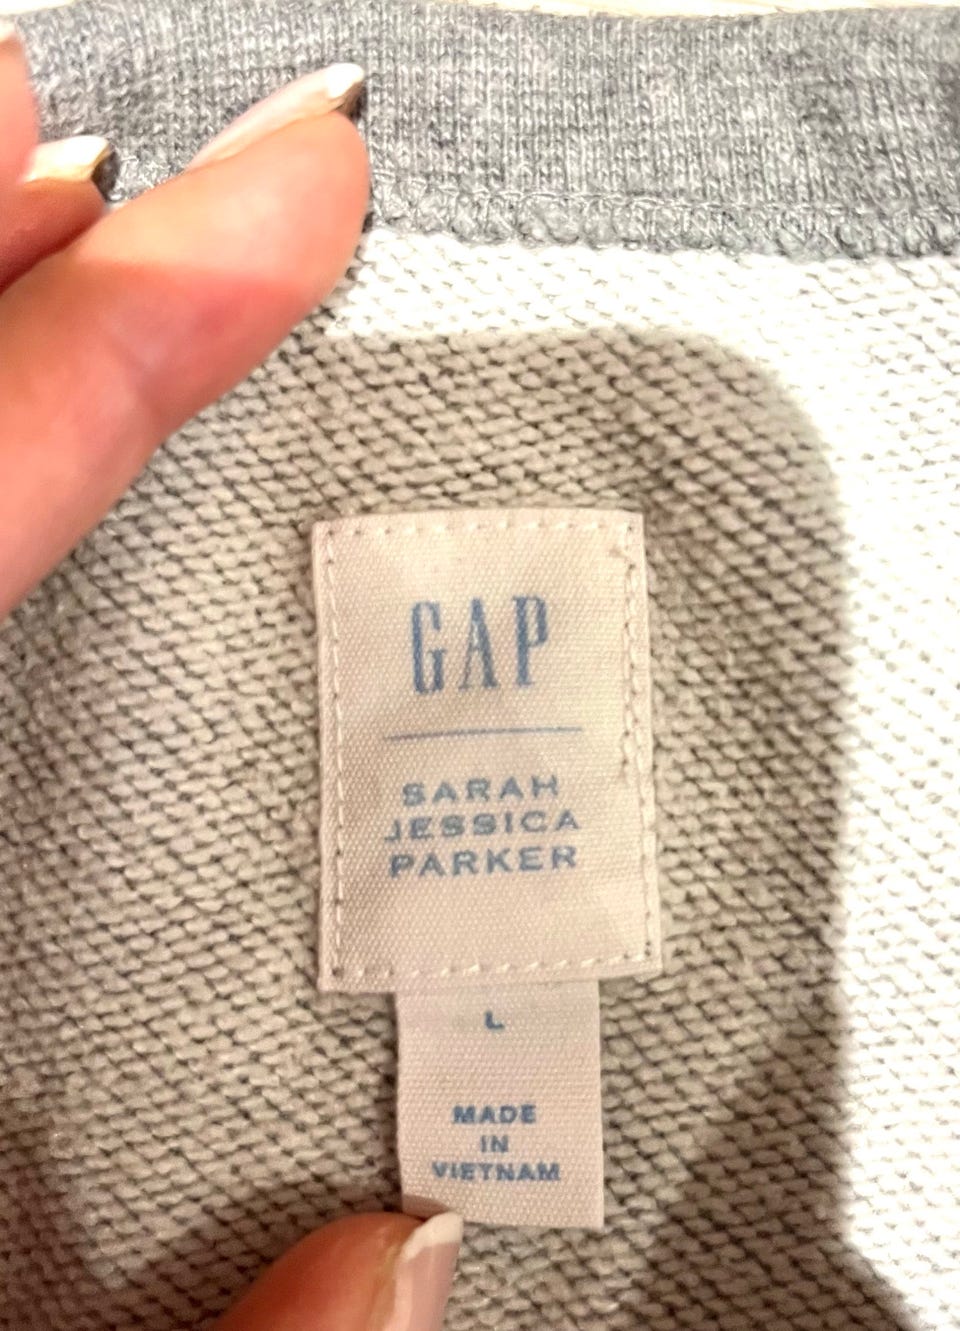 GAP
SARAH
JESSICA
PARKER
L
MADE
IN
VIETNAM